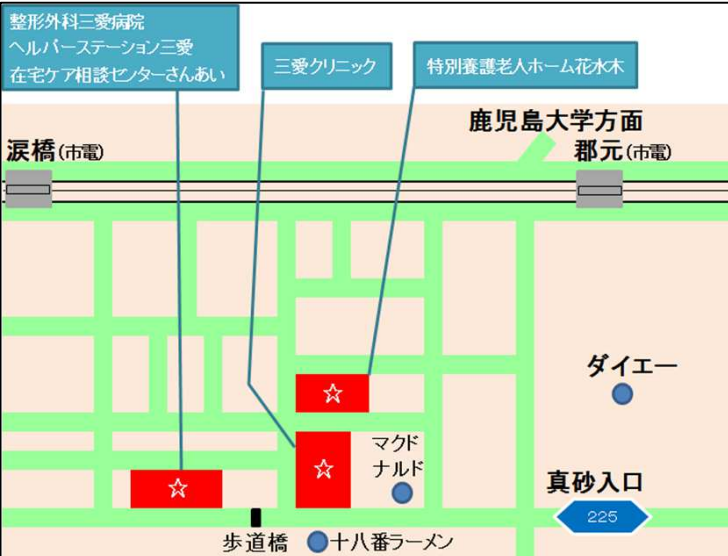 整形外科三愛病院
ヘルパーステーション三愛
在宅ケア相談センターさんあい
三愛クリニック
特別養護老人ホーム花水木
鹿児島大学方面
涙橋(市電)
郡元(市電)
ダイエー
マクド
ナルド
真砂入口
225
歩道橋
十八番ラーメン